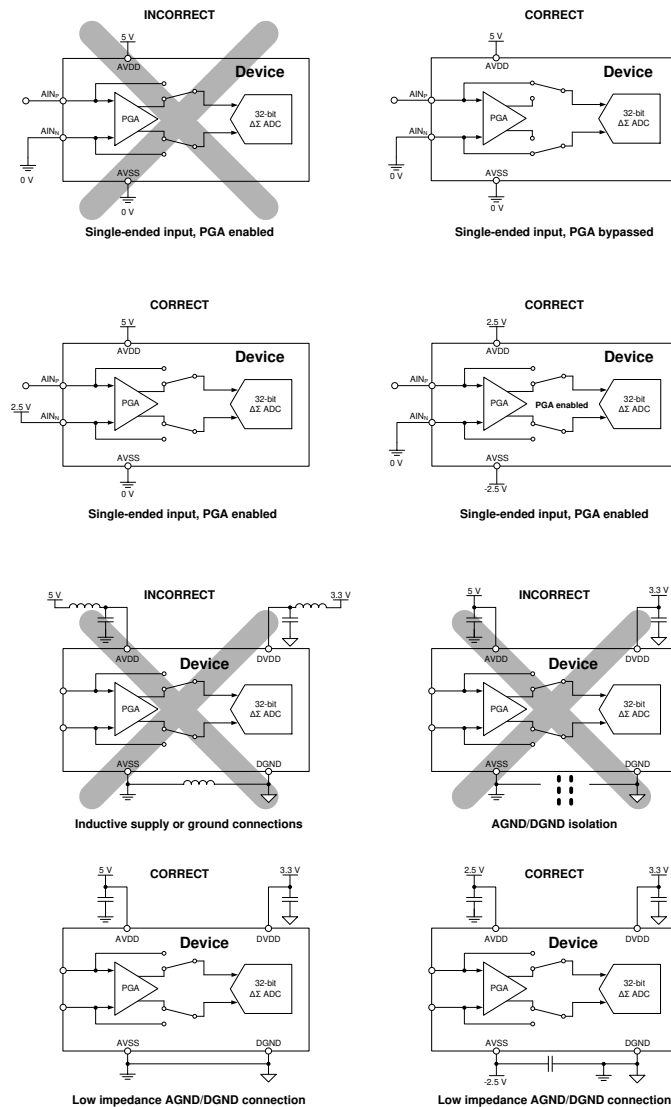 INCORRECT
5 V
AVDD
Device
AINP
PGA
32-bit
ΔΣ ADC
AINN
0 V
AVSS
0 V
Single-ended input, PGA enabled
CORRECT
5 V
AVDD
Device
AINP
PGA
32-bit
ΔΣ ADC
AINN
0 V
AVSS
0 V
Single-ended input, PGA bypassed
CORRECT
5 V
AVDD
Device
AINP
PGA
32-bit
ΔΣ ADC
2.5 V
AINN
AVSS
0 V
Single-ended input, PGA enabled
CORRECT
2.5 V
AVDD
Device
AINP
PGA
PGA enabled
32-bit
ΔΣ ADC
AINN
0 V
AVSS
-2.5 V
Single-ended input, PGA enabled
INCORRECT
5 V
3.3 V
AVDD
DVDD
Device
PGA
32-bit
ΔΣ ADC
AVSS
DGND
Inductive supply or ground connections
INCORRECT
5 V
3.3 V
AVDD
DVDD
Device
PGA
32-bit
ΔΣ ADC
AVSS
DGND
AGND/DGND isolation
CORRECT
5 V
3.3 V
AVDD
DVDD
Device
PGA
32-bit
ΔΣ ADC
AVSS
DGND
Low impedance AGND/DGND connection
CORRECT
2.5 V
3.3 V
AVDD
DVDD
Device
PGA
32-bit
ΔΣ ADC
AVSS
DGND
-2.5 V
Low impedance AGND/DGND connection